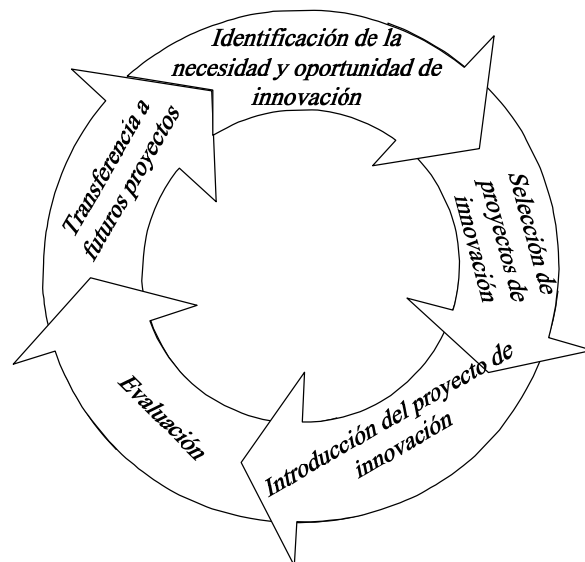 Identificación de la
necesidad y oportunidad de
innovación
Selección de
proyectos de
innovación
Introducción del proyecto de
innovación
Evaluación
Transferencia a
futuros proyectos